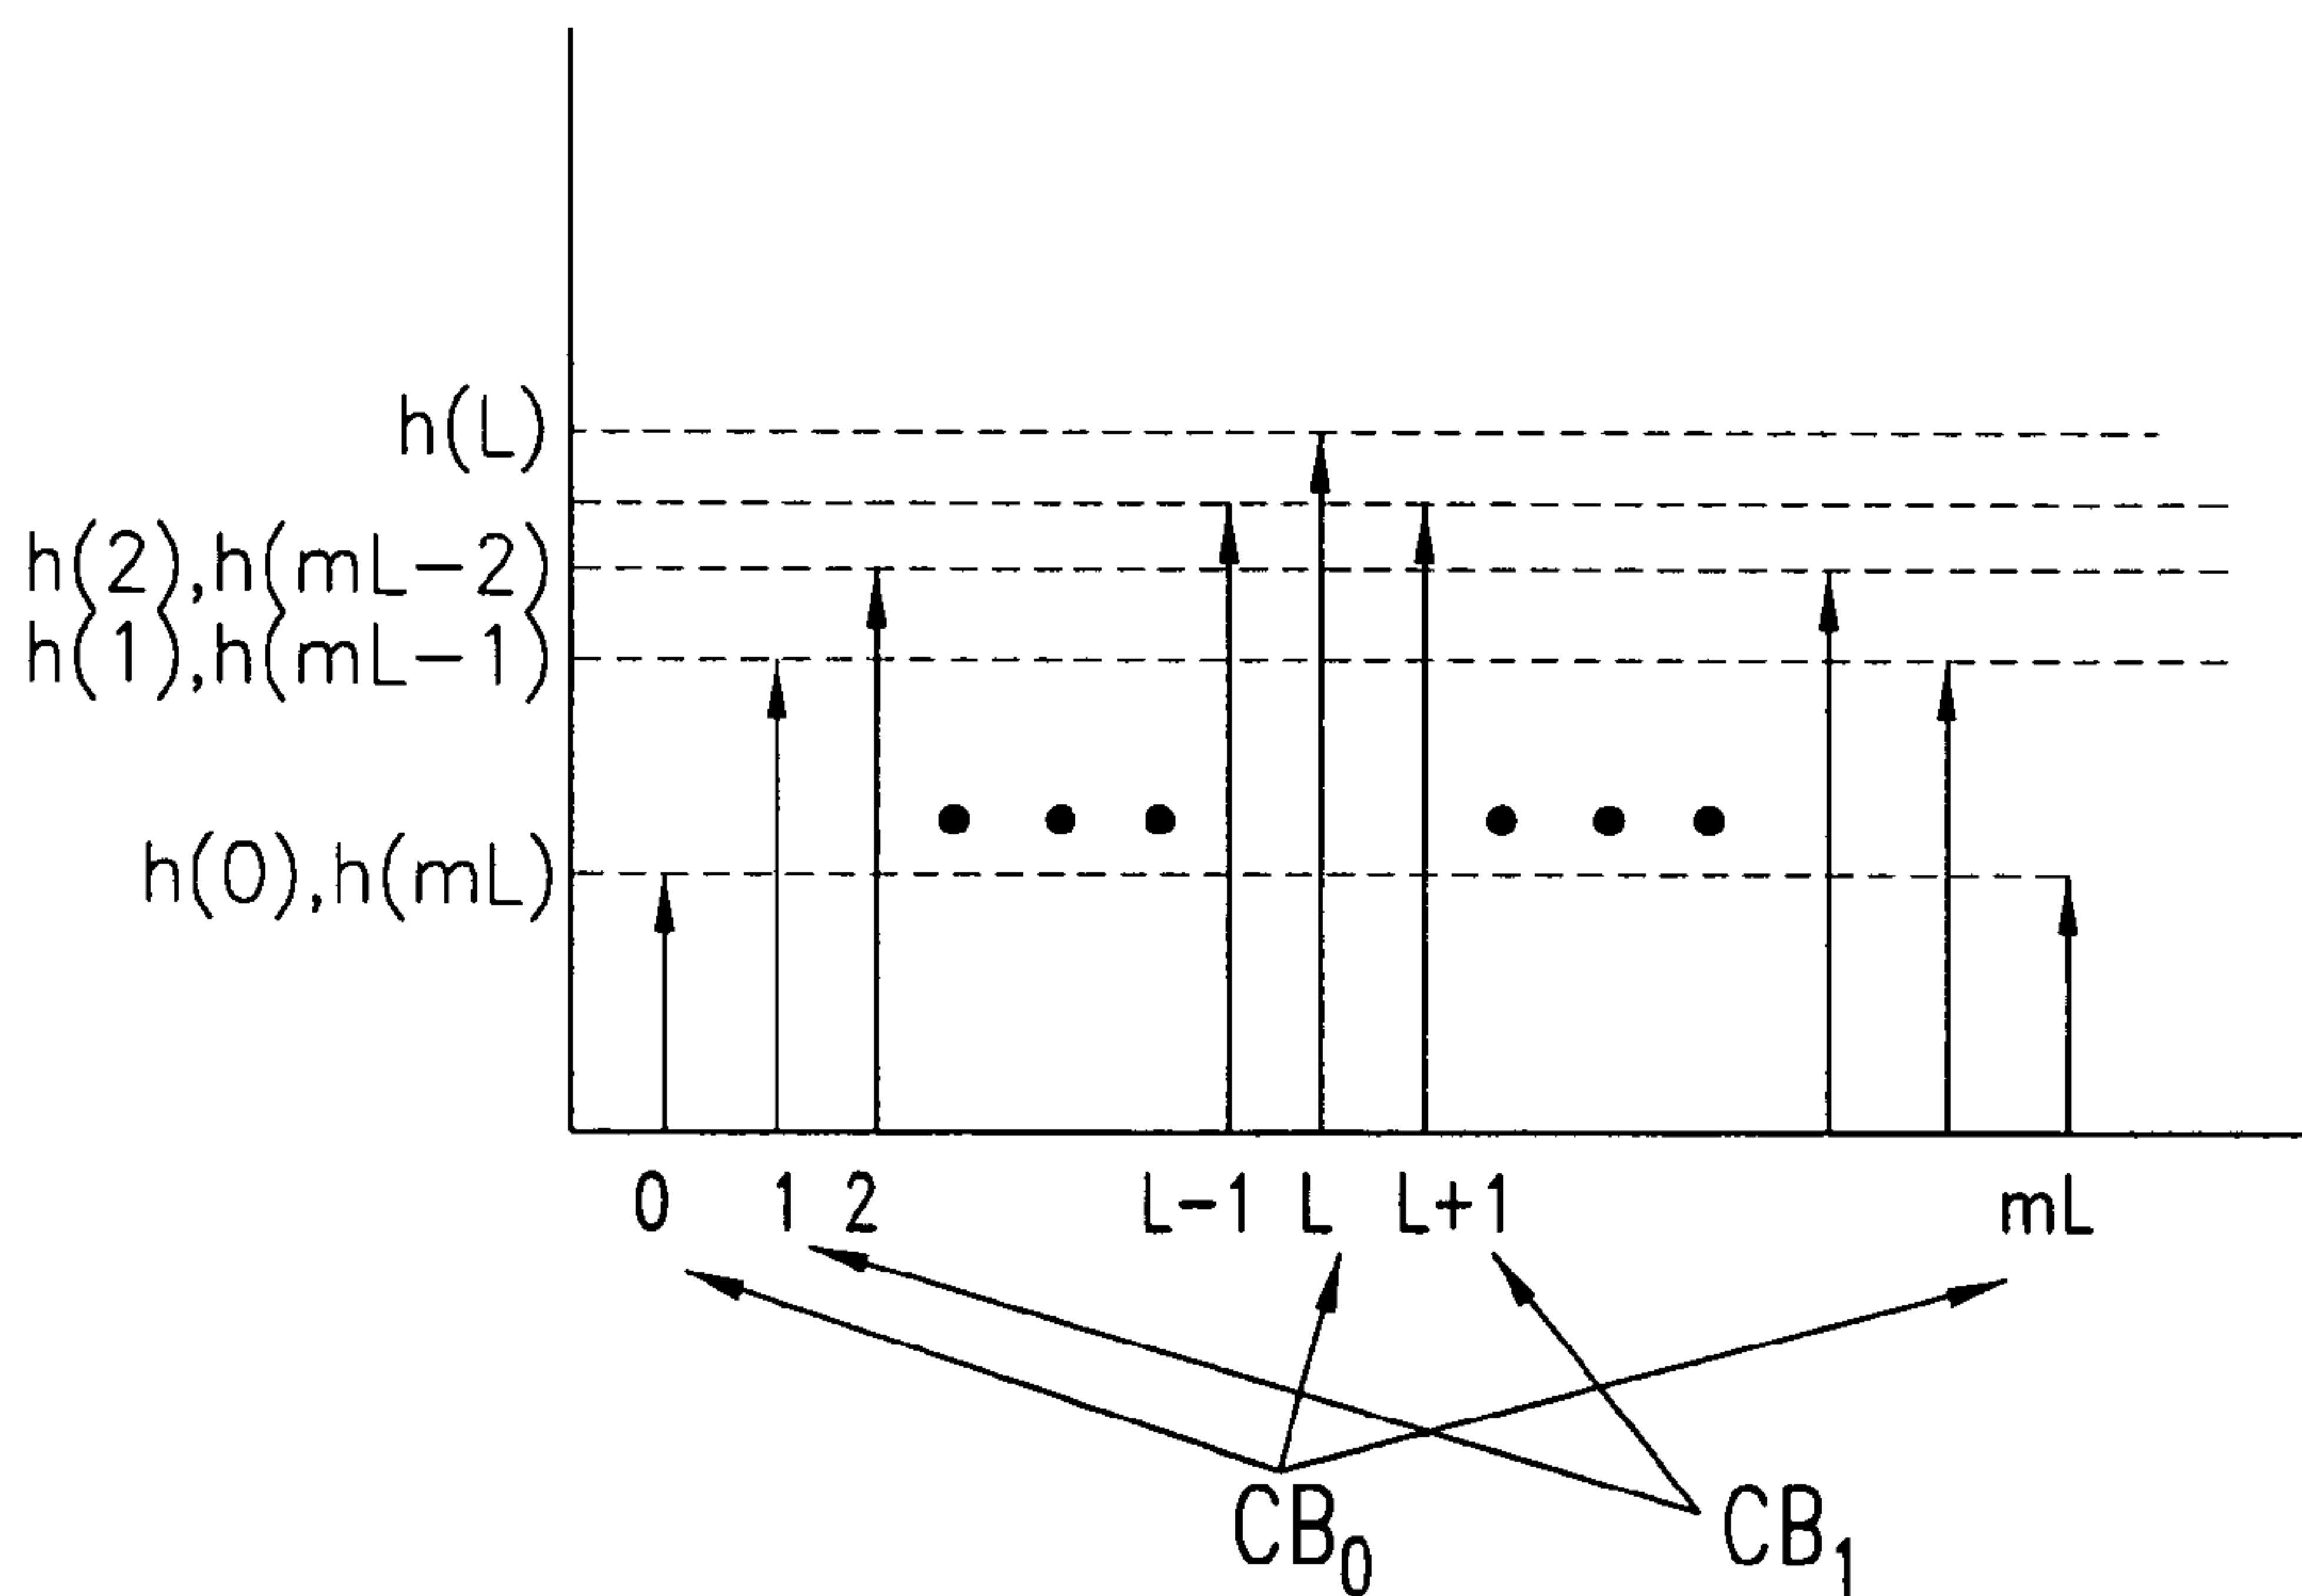 h(L)
h(2),h(mL-2)
h(1),h(mL-1)
h(0),h(mL)
0 1 2 L-1 L L+1 mL
CB0 CB1